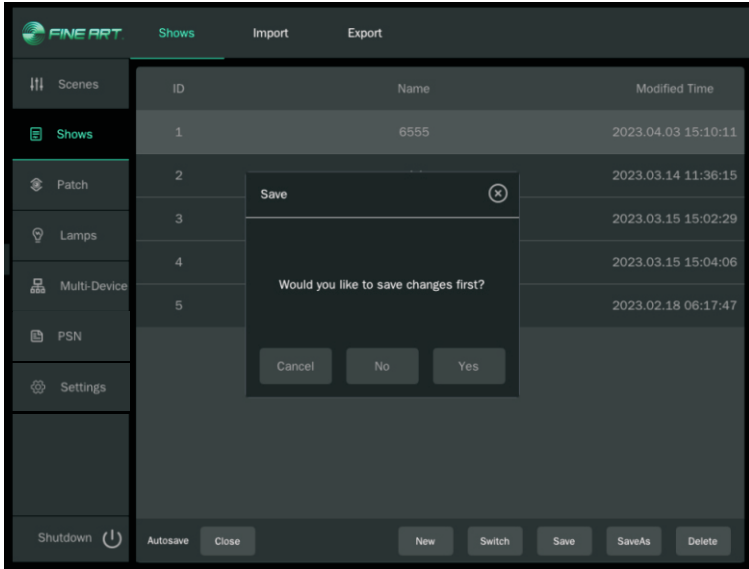 FINE ART.
Shows Import Export
Scenes
Shows
Patch
Lamps
Multi-Device
PSN
Settings
Shutdown
ID Name Modified Time
1 6555 2023.04.03 15:10:11
2 2023.03.14 11:36:15
3 2023.03.15 15:02:29
4 2023.03.15 15:04:06
5 2023.02.18 06:17:47
Save
Would you like to save changes first?
Cancel No Yes
Autosave Close New Switch Save SaveAs Delete